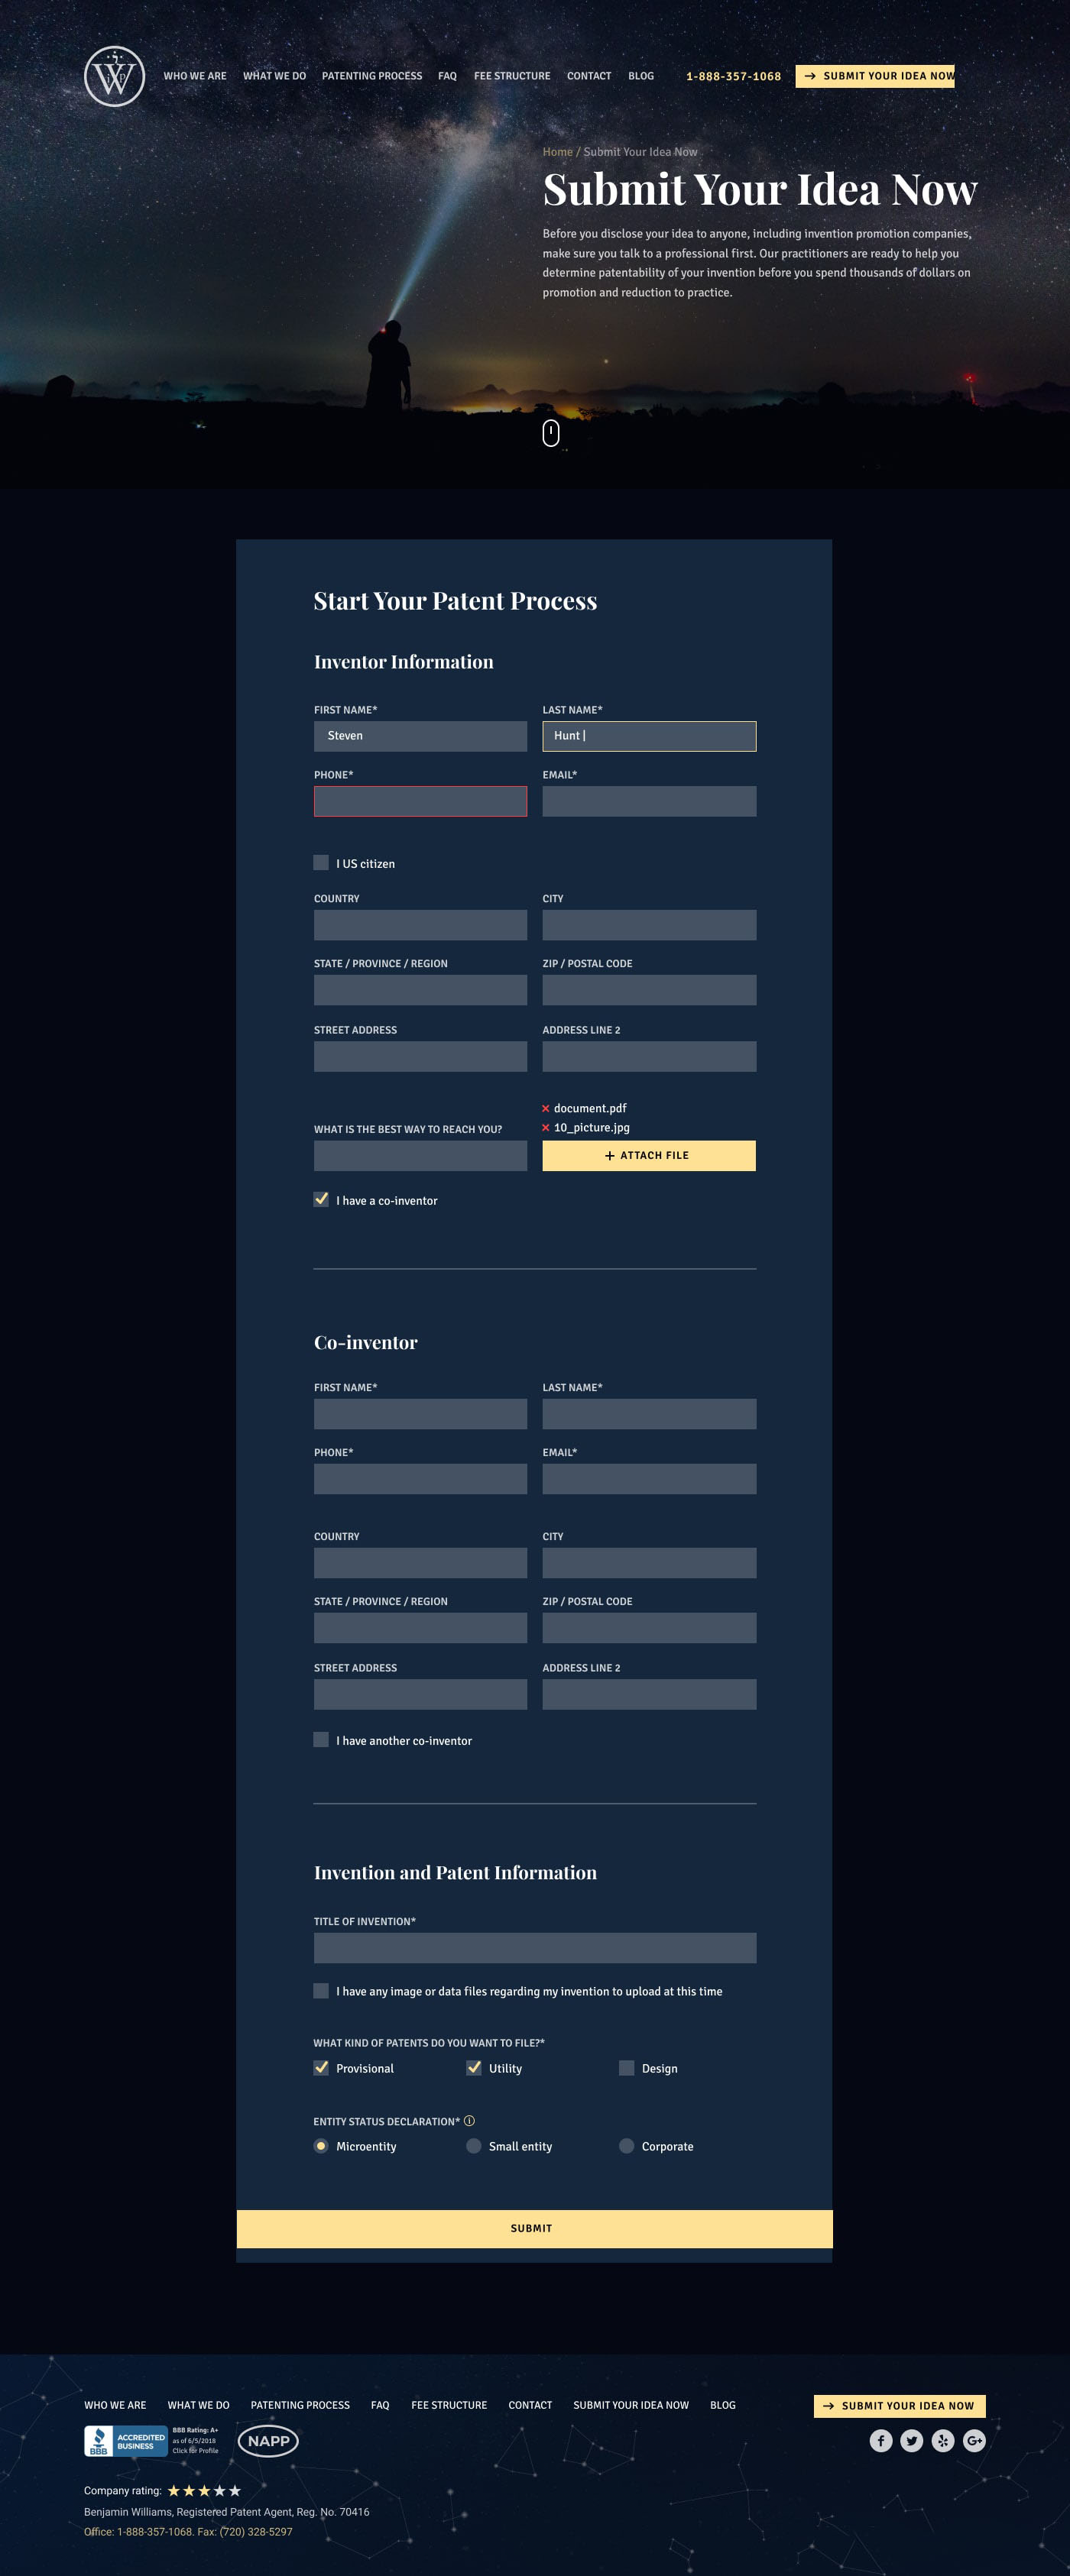 WHO WE ARE WHAT WE DO PATENTING PROCESS FAQ FEE STRUCTURE CONTACT BLOG 1-888-357-1068 SUBMIT YOUR IDEA NOW
Home / Submit Your Idea Now
Submit Your Idea Now
Before you disclose your idea to anyone, including invention promotion companies,
make sure you talk to a professional first. Our practitioners are ready to help you
determine patentability of your invention before you spend thousands of dollars on
promotion and reduction to practice.
Start Your Patent Process
Inventor Information
FIRST NAME* LAST NAME*
Steven Hunt
PHONE* EMAIL*
I US citizen
COUNTRY CITY
STATE / PROVINCE / REGION ZIP / POSTAL CODE
STREET ADDRESS ADDRESS LINE 2
document.pdf
10_picture.jpg
WHAT IS THE BEST WAY TO REACH YOU?
+ ATTACH FILE
I have a co-inventor
Co-inventor
FIRST NAME* LAST NAME*
PHONE* EMAIL*
COUNTRY CITY
STATE / PROVINCE / REGION ZIP / POSTAL CODE
STREET ADDRESS ADDRESS LINE 2
I have another co-inventor
Invention and Patent Information
TITLE OF INVENTION*
I have any image or data files regarding my invention to upload at this time
WHAT KIND OF PATENTS DO YOU WANT TO FILE?*
Provisional Utility Design
ENTITY STATUS DECLARATION*
Microentity Small entity Corporate
SUBMIT
WHO WE ARE WHAT WE DO PATENTING PROCESS FAQ FEE STRUCTURE CONTACT SUBMIT YOUR IDEA NOW BLOG SUBMIT YOUR IDEA NOW
BBB ACCREDITED BUSINESS
BBB Rating: A+
as of 6/5/2018
Click for Profile
NAPP
Company rating:
Benjamin Williams, Registered Patent Agent, Reg. No. 70416
Office: 1-888-357-1068. Fax: (720) 328-5297